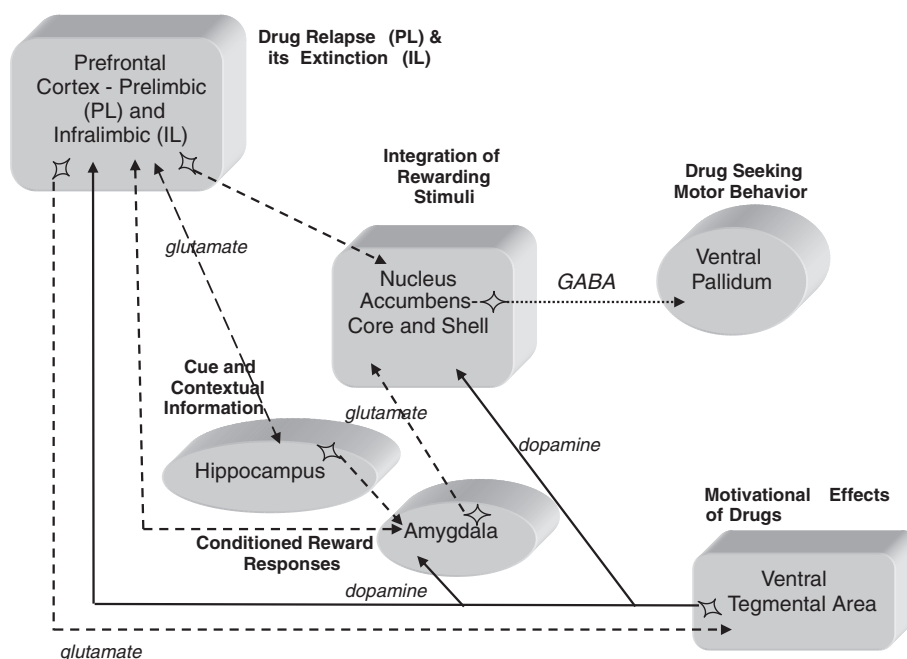 Drug Relapse (PL) &
its Extinction (IL)
Prefrontal
Cortex - Prelimbic
(PL) and
Infralimbic (IL)
Integration of
Rewarding
Stimuli
Drug Seeking
Motor Behavior
glutamate
Nucleus
Accumbens
Core and Shell
GABA
Ventral
Pallidum
Cue and
Contextual
Information
glutamate
dopamine
Hippocampus
Amygdala
Conditioned Reward
Responses
Motivational Effects
of Drugs
dopamine
Ventral
Tegmental Area
glutamate